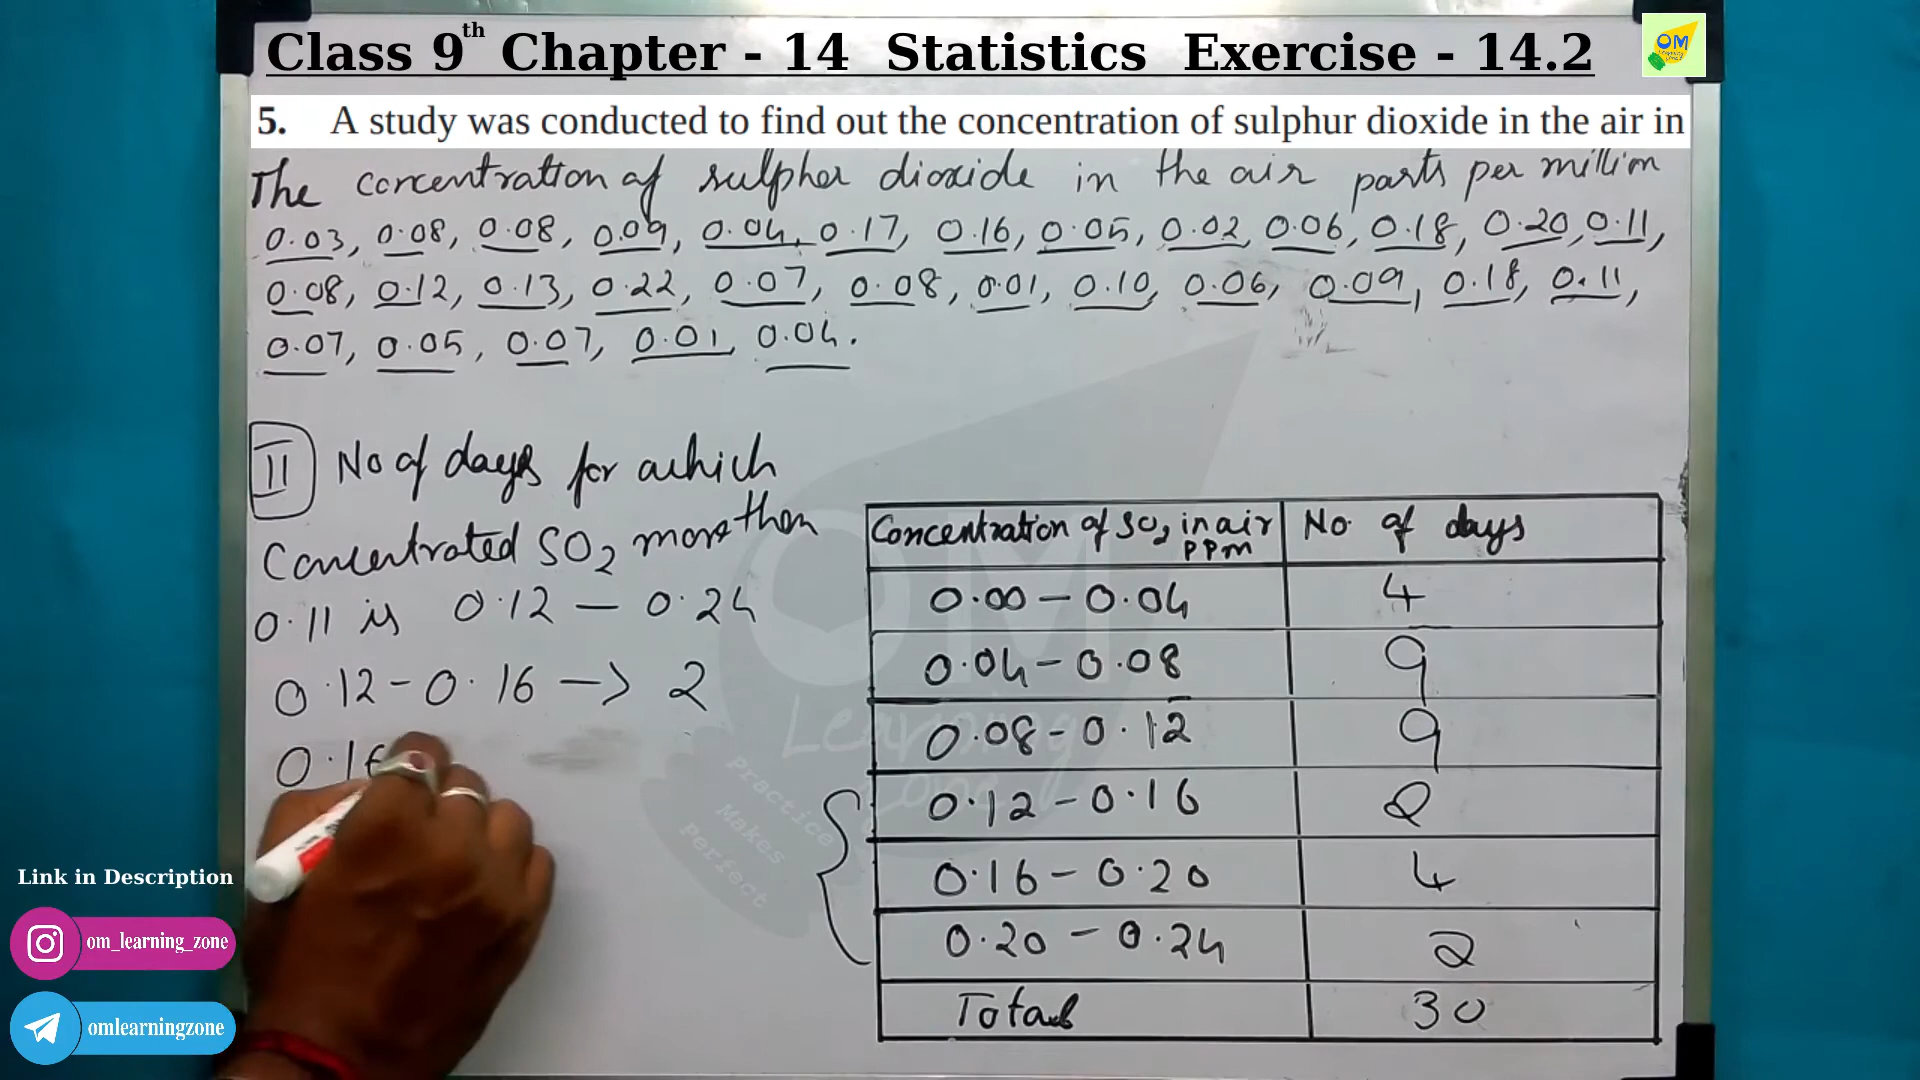 Class 9th Chapter - 14 Statistics Exercise - 14.2
OM
5. A study was conducted to find out the concentration of sulphur dioxide in the air in
The concentration of sulpher dioxide in the air parts per million
0.03, 0.08, 0.08, 0.09, 0.04, 0.17, 0.16, 0.05, 0.02, 0.06, 0.18, 0.20, 0.11,
0.08, 0.12, 0.13, 0.22, 0.07, 0.08, 0.01, 0.10, 0.06, 0.09, 0.18, 0.11,
0.07, 0.05, 0.07, 0.01, 0.04.
II No of days for which
Concentrated SO2 more than
0.11 is 0.12 - 0.24
0.12 - 0.16 -> 2
0.16
Concentration of SO2 in air PPm No. of days
0.00 - 0.04 4
0.04 - 0.08 9
0.08 - 0.12 9
0.12 - 0.16 2
0.16 - 0.20 4
0.20 - 0.24 2
Total 30
OM
Learning
Zone
Practice
Makes
Perfect
Link in Description
om_learning_zone
omlearningzone